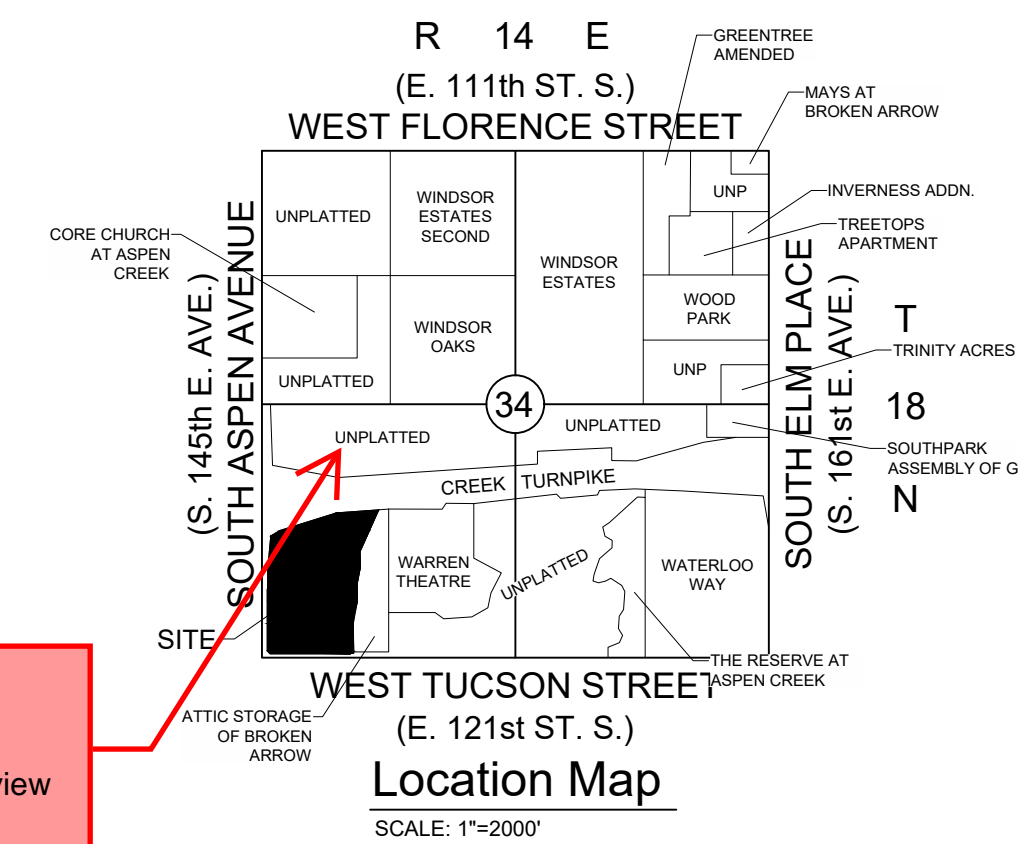 R 14 E
(E. 111th ST. S.)
WEST FLORENCE STREET
GREENTREE
AMENDED
MAYS AT
BROKEN ARROW
UNP
INVERNESS ADDN.
TREETOPS
APARTMENT
CORE CHURCH
AT ASPEN
CREEK
UNPLATTED
WINDSOR
ESTATES
SECOND
WINDSOR
ESTATES
WOOD
PARK
WINDSOR
OAKS
UNPLATTED
UNP
TRINITY ACRES
(S. 145th E. AVE.)
SOUTH ASPEN AVENUE
SOUTH ELM PLACE
(S. 161st E. AVE.)
T
18
N
34
UNPLATTED
UNPLATTED
SOUTHPARK
ASSEMBLY OF G
CREEK TURNPIKE
WARREN
THEATRE
UNPLATTED
WATERLOO
WAY
SITE
THE RESERVE AT
ASPEN CREEK
WEST TUCSON STREET
(E. 121st ST. S.)
ATTIC STORAGE
OF BROKEN
ARROW
view
Location Map
SCALE: 1"=2000'